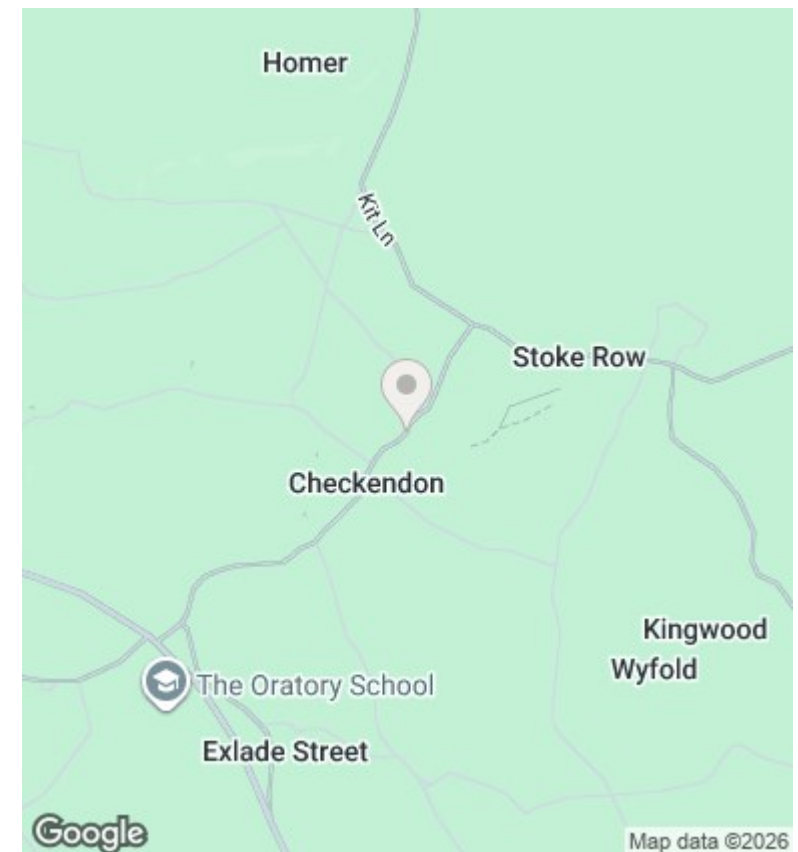 Homer
Kit Ln
Stoke Row
Checkendon
Kingwood
Wyfold
The Oratory School
Exlade Street
Google
Map data ©2026